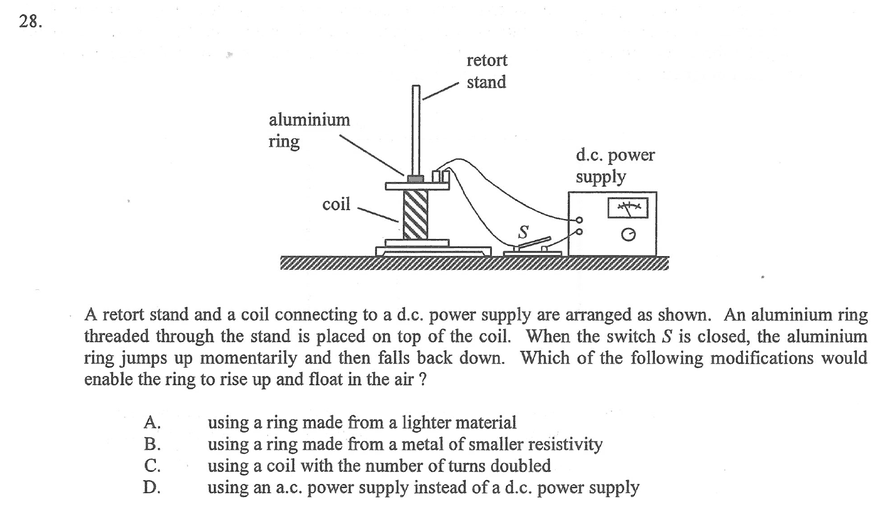 28.
retort
stand
aluminium
ring
d.c. power
supply
coil
S
A retort stand and a coil connecting to a d.c. power supply are arranged as shown. An aluminium ring
threaded through the stand is placed on top of the coil. When the switch S is closed, the aluminium
ring jumps up momentarily and then falls back down. Which of the following modifications would
enable the ring to rise up and float in the air ?
A. using a ring made from a lighter material
B. using a ring made from a metal of smaller resistivity
C. using a coil with the number of turns doubled
D. using an a.c. power supply instead of a d.c. power supply